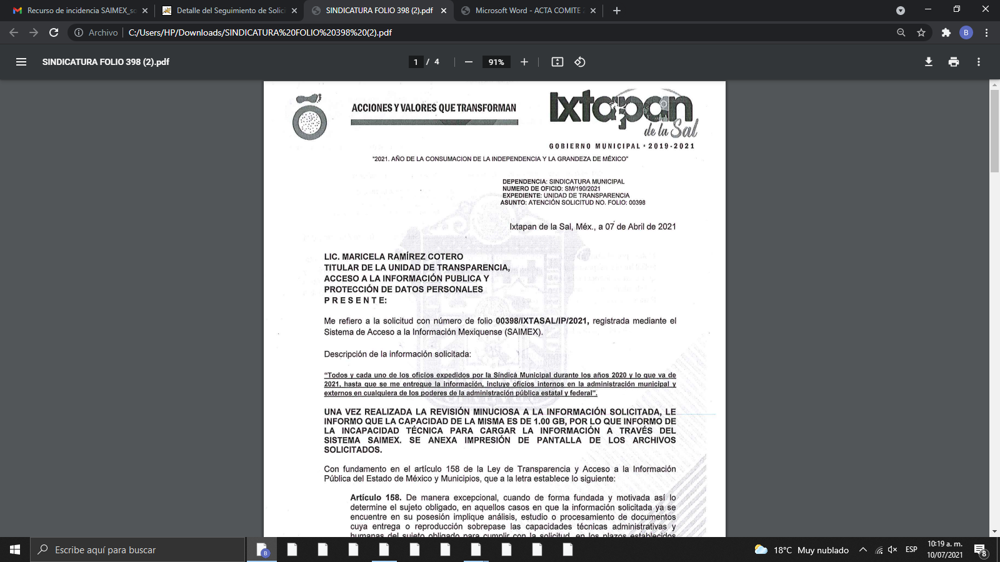 Recurso de incidencia SAIMEX_so
Detalle del Seguimiento de Solici
SINDICATURA FOLIO 398 (2).pdf
Microsoft Word - ACTA COMITE 2
Archivo
C:/Users/HP/Downloads/SINDICATURA%20FOLIO%20398%20(2).pdf
B
SINDICATURA FOLIO 398 (2).pdf
1 / 4
91%
ACCIONES Y VALORES QUE TRANSFORMAN
Ixtapan
de la Sal
GOBIERNO MUNICIPAL - 2019-2021
"2021. AÑO DE LA CONSUMACION DE LA INDEPENDENCIA Y LA GRANDEZA DE MÉXICO"
DEPENDENCIA: SINDICATURA MUNICIPAL
NUMERO DE OFICIO: SM/190/2021
EXPEDIENTE: UNIDAD DE TRANSPARENCIA
ASUNTO: ATENCIÓN SOLICITUD NO. FOLIO: 00398
Ixtapan de la Sal, Méx., a 07 de Abril de 2021
LIC. MARICELA RAMÍREZ COTERO
TITULAR DE LA UNIDAD DE TRANSPARENCIA,
ACCESO A LA INFORMACIÓN PUBLICA Y
PROTECCIÓN DE DATOS PERSONALES
P R E S E N T E:
Me refiero a la solicitud con número de folio 00398/IXTASAL/IP/2021, registrada mediante el
Sistema de Acceso a la Información Mexiquense (SAIMEX).
Descripción de la información solicitada:
"Todos y cada uno de los oficios expedidos por la Síndica Municipal durante los años 2020 y lo que va de
2021, hasta que se me entregue la información, incluye oficios internos en la administración municipal y
externos en cualquiera de los poderes de la administración pública estatal y federal".
UNA VEZ REALIZADA LA REVISIÓN MINUCIOSA A LA INFORMACIÓN SOLICITADA, LE
INFORMO QUE LA CAPACIDAD DE LA MISMA ES DE 1.00 GB, POR LO QUE INFORMO DE
LA INCAPACIDAD TÉCNICA PARA CARGAR LA INFORMACIÓN A TRAVÉS DEL
SISTEMA SAIMEX. SE ANEXA IMPRESIÓN DE PANTALLA DE LOS ARCHIVOS
SOLICITADOS.
Con fundamento en el artículo 158 de la Ley de Transparencia y Acceso a la Información
Pública del Estado de México y Municipios, que a la letra establece lo siguiente:
Artículo 158. De manera excepcional, cuando de forma fundada y motivada así lo
determine el sujeto obligado, en aquellos casos en que la información solicitada ya se
encuentre en su posesión implique análisis, estudio o procesamiento de documentos
cuya entrega o reproducción sobrepase las capacidades técnicas administrativas y
humanas del sujeto obligado para cumplir con la solicitud, en los plazos establecidos
Escribe aquí para buscar
B
18°C Muy nublado
ESP
10:19 a. m.
10/07/2021
8